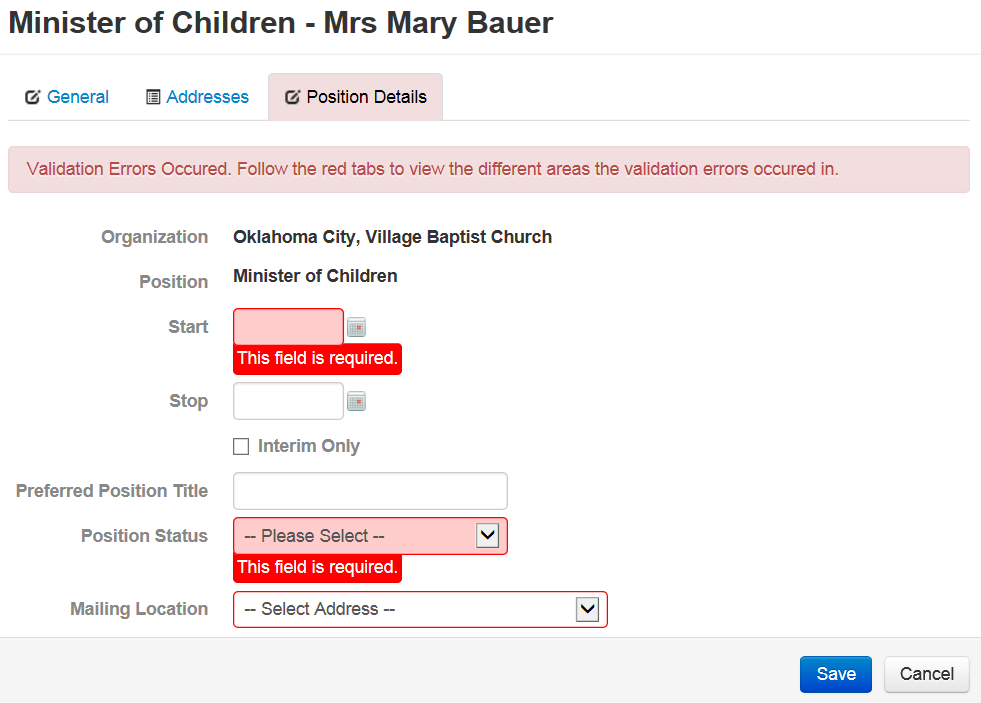 Minister of Children - Mrs Mary Bauer
General Addresses Position Details
Validation Errors Occured. Follow the red tabs to view the different areas the validation errors occured in.
Organization Oklahoma City, Village Baptist Church
Position Minister of Children
Start
This field is required.
Stop
Interim Only
Preferred Position Title
Position Status -- Please Select --
This field is required.
Mailing Location -- Select Address --
Save Cancel